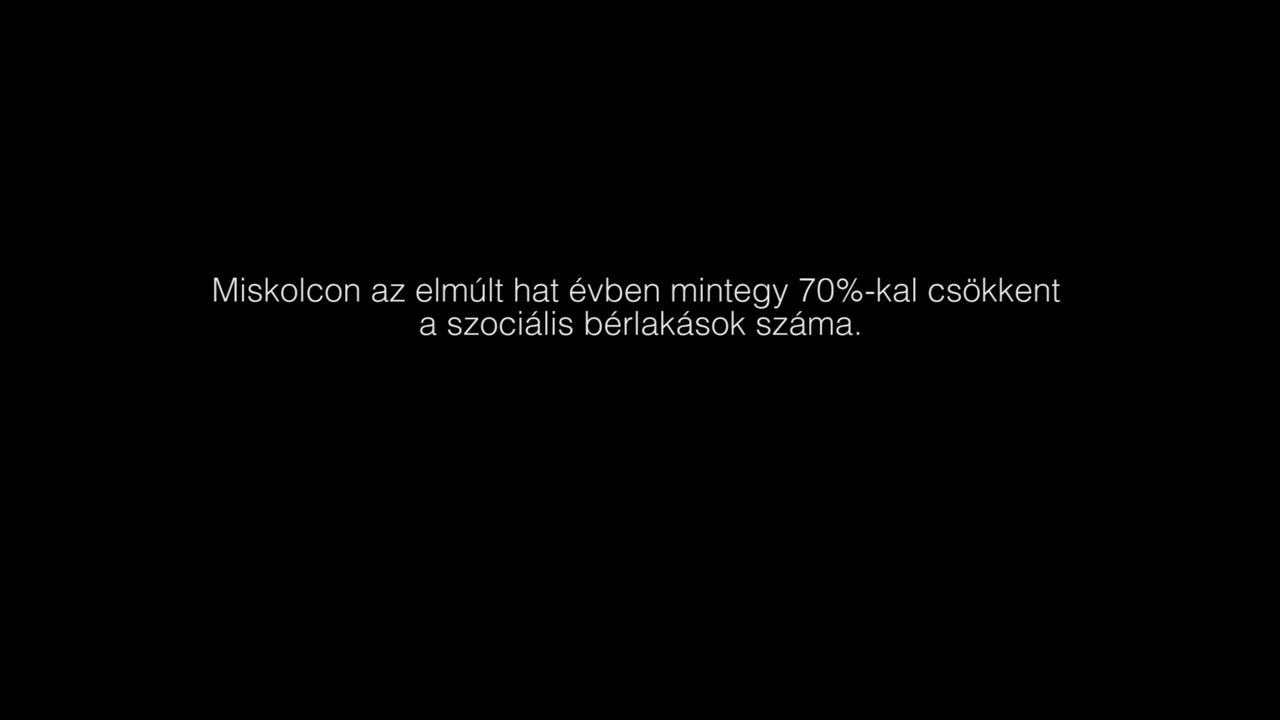 Miskolcon az elmúlt hat évben mintegy 70%-kal csökkent
a szociális bérlakások száma.